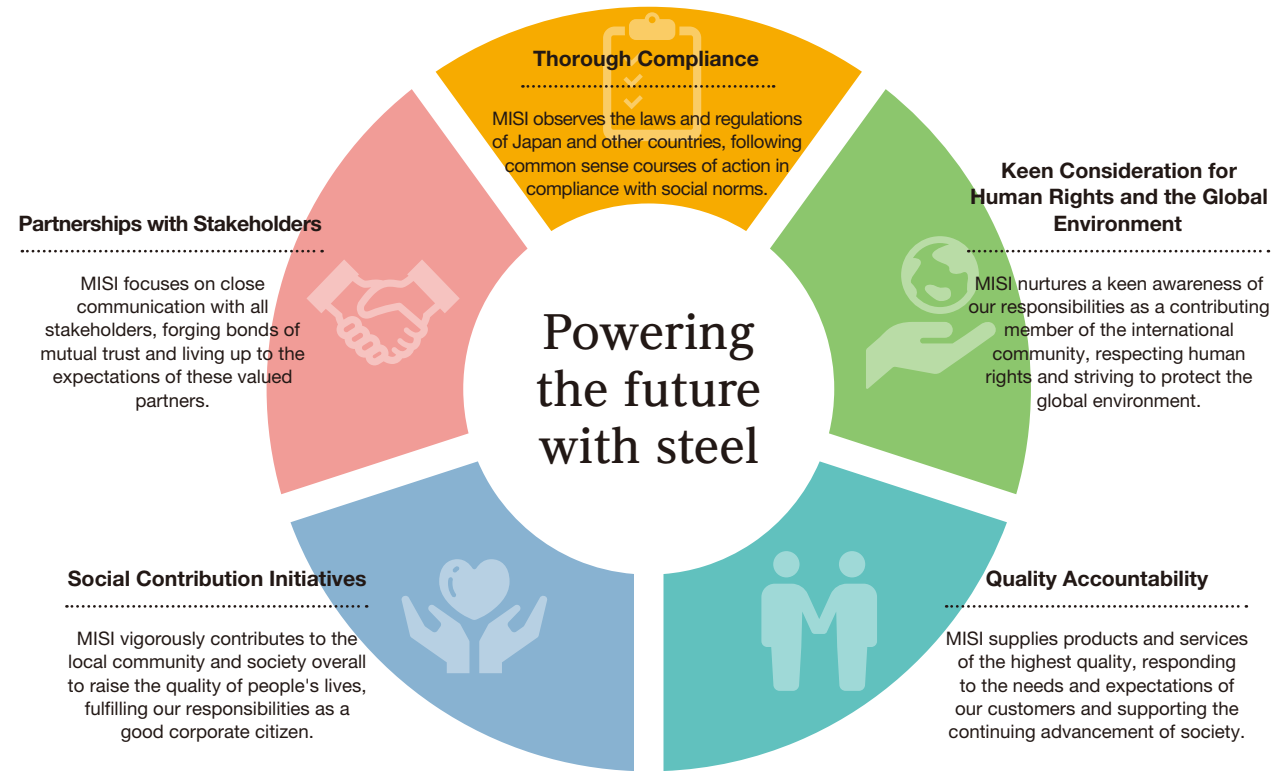 Thorough Compliance
MISI observes the laws and regulations
of Japan and other countries, following
common sense courses of action in
compliance with social norms.
Keen Consideration for
Human Rights and the Global
Environment
MISI nurtures a keen awareness of
our responsibilities as a contributing
member of the international
community, respecting human
rights and striving to protect the
global environment.
Partnerships with Stakeholders
MISI focuses on close
communication with all
stakeholders, forging bonds of
mutual trust and living up to the
expectations of these valued
partners.
Powering
the future
with steel
Social Contribution Initiatives
MISI vigorously contributes to the
local community and society overall
to raise the quality of people's lives,
fulfilling our responsibilities as a
good corporate citizen.
Quality Accountability
MISI supplies products and services
of the highest quality, responding
to the needs and expectations of
our customers and supporting the
continuing advancement of society.